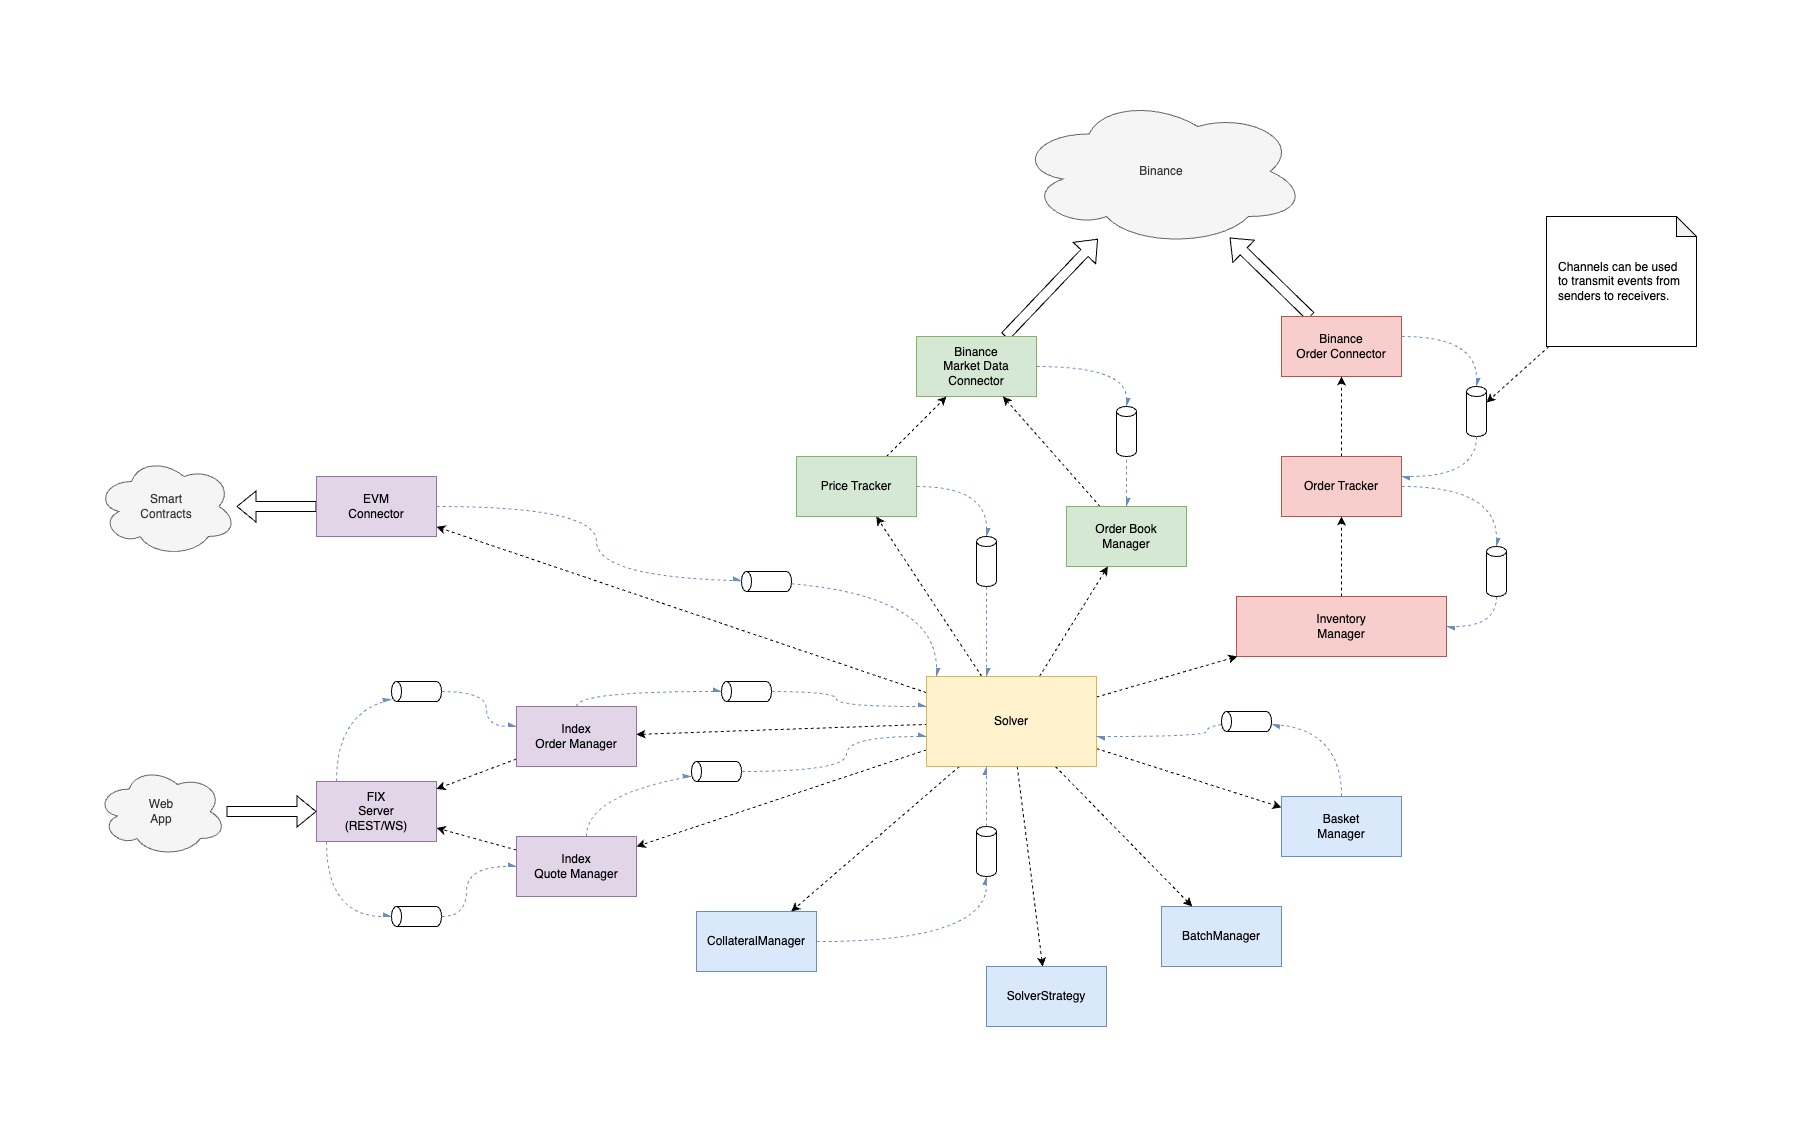 Binance
Channels can be used
to transmit events from
senders to receivers.
Binance
Order Connector
Binance
Market Data
Connector
Price Tracker
Order Tracker
Smart
Contracts
EVM
Connector
Order Book
Manager
Inventory
Manager
Solver
Index
Order Manager
Web
App
FIX
Server
(REST/WS)
Basket
Manager
Index
Quote Manager
CollateralManager
BatchManager
SolverStrategy